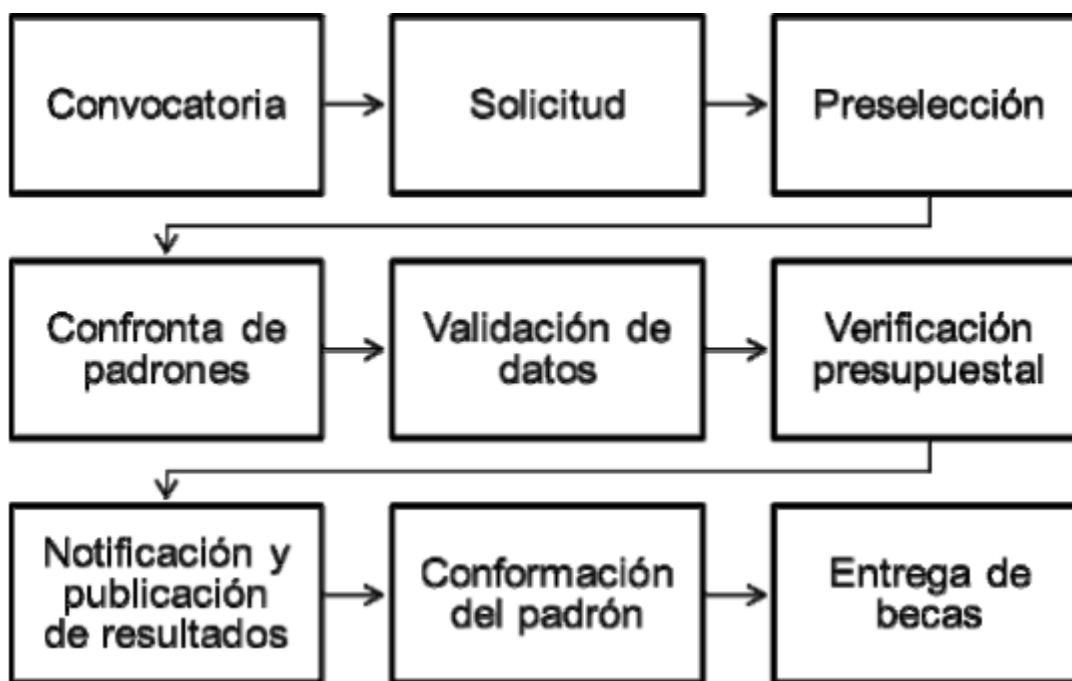 Convocatoria
Solicitud
Preselección
Confronta de
padrones
Validación de
datos
Verificación
presupuestal
Notificación y
publicación
de resultados
Conformación
del padrón
Entrega de
becas